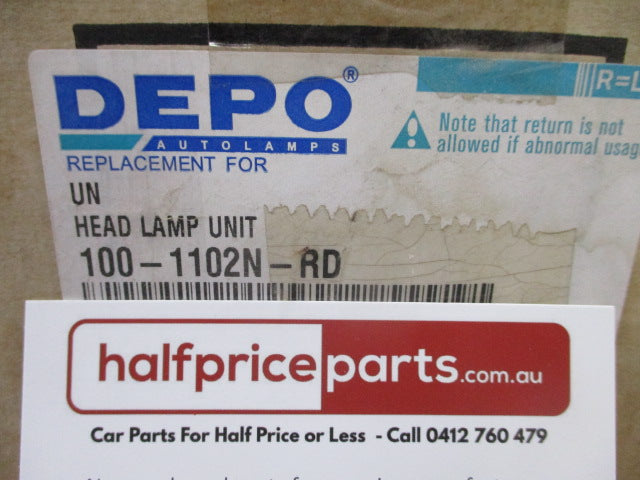 DEPO®
AUTOLAMPS
REPLACEMENT FOR
R=L
Note that return is not
allowed if abnormal usag
UN
HEAD LAMP UNIT
100-1102N-RD
halfpriceparts.com.au
Car Parts For Half Price or Less - Call 0412 760 479